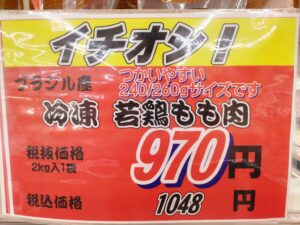 イチオシ!
ブラジル産
つかいやすい
240/260gサイズです
冷凍 若鶏もも肉
税抜価格
2kg入1袋
970円
税込価格 1048 円